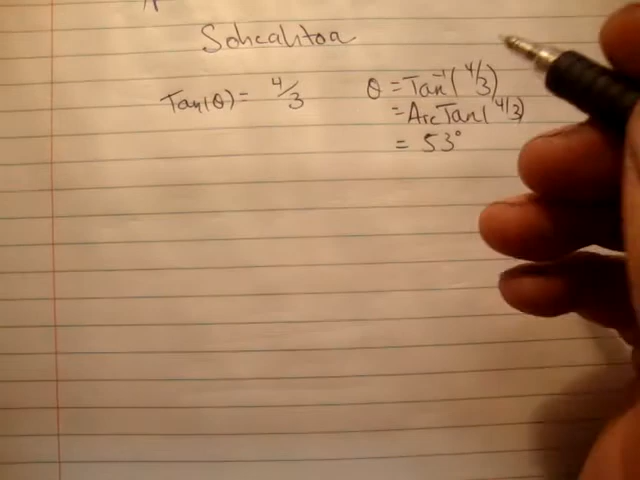 Sohcahtoa
Tan(θ) = 4/3
θ = Tan⁻¹(4/3)
= ArcTan(4/3)
= 53°